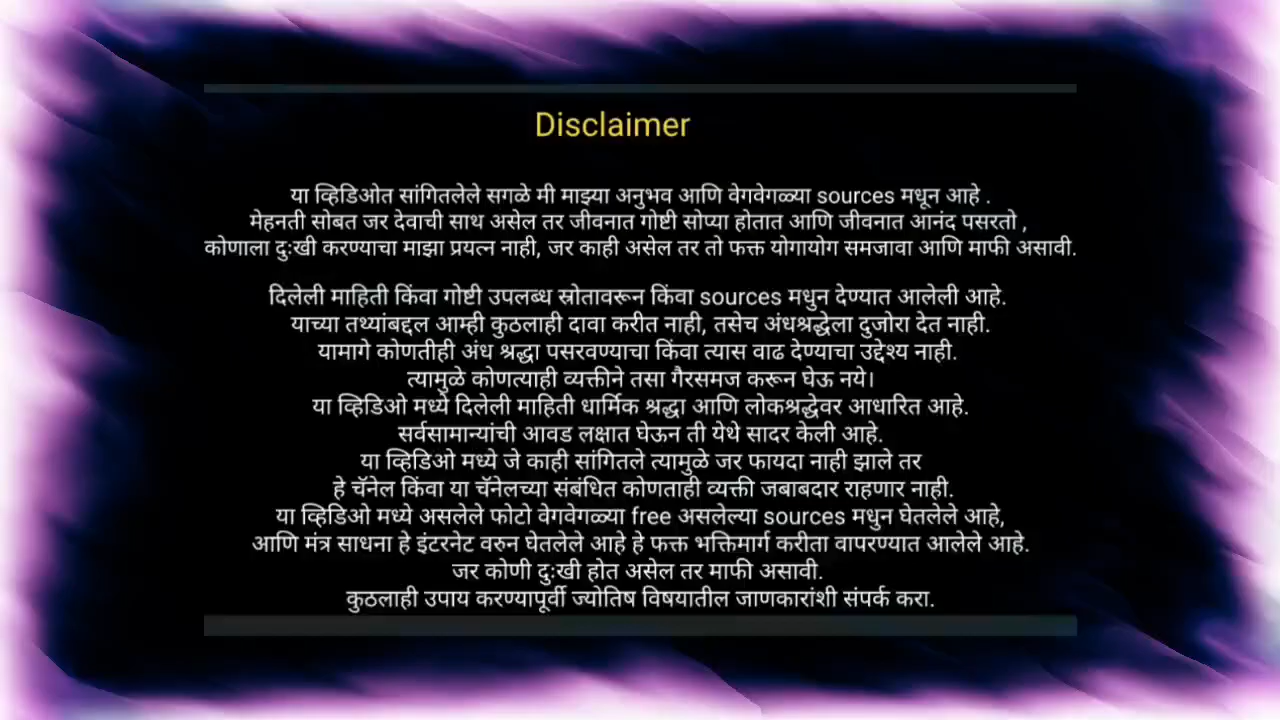 Disclaimer
या व्हिडिओत सांगितलेले सगळे मी माझ्या अनुभव आणि वेगवेगळ्या sources मधून आहे .
मेहनती सोबत जर देवाची साथ असेल तर जीवनात गोष्टी सोप्या होतात आणि जीवनात आनंद पसरतो ,
कोणाला दुःखी करण्याचा माझा प्रयत्न नाही, जर काही असेल तर तो फक्त योगायोग समजावा आणि माफी असावी.
दिलेली माहिती किंवा गोष्टी उपलब्ध स्रोतावरून किंवा sources मधुन देण्यात आलेली आहे.
याच्या तथ्यांबद्दल आम्ही कुठलाही दावा करीत नाही, तसेच अंधश्रद्धेला दुजोरा देत नाही.
यामागे कोणतीही अंध श्रद्धा पसरवण्याचा किंवा त्यास वाढ देण्याचा उद्देश्य नाही.
त्यामुळे कोणत्याही व्यक्तीने तसा गैरसमज करून घेऊ नये।
या व्हिडिओ मध्ये दिलेली माहिती धार्मिक श्रद्धा आणि लोकश्रद्धेवर आधारित आहे.
सर्वसामान्यांची आवड लक्षात घेऊन ती येथे सादर केली आहे.
या व्हिडिओ मध्ये जे काही सांगितले त्यामुळे जर फायदा नाही झाले तर
हे चॅनेल किंवा या चॅनेलच्या संबंधित कोणताही व्यक्ती जबाबदार राहणार नाही.
या व्हिडिओ मध्ये असलेले फोटो वेगवेगळ्या free असलेल्या sources मधुन घेतलेले आहे,
आणि मंत्र साधना हे इंटरनेट वरुन घेतलेले आहे हे फक्त भक्तिमार्ग करीता वापरण्यात आलेले आहे.
जर कोणी दुःखी होत असेल तर माफी असावी.
कुठलाही उपाय करण्यापूर्वी ज्योतिष विषयातील जाणकारांशी संपर्क करा.